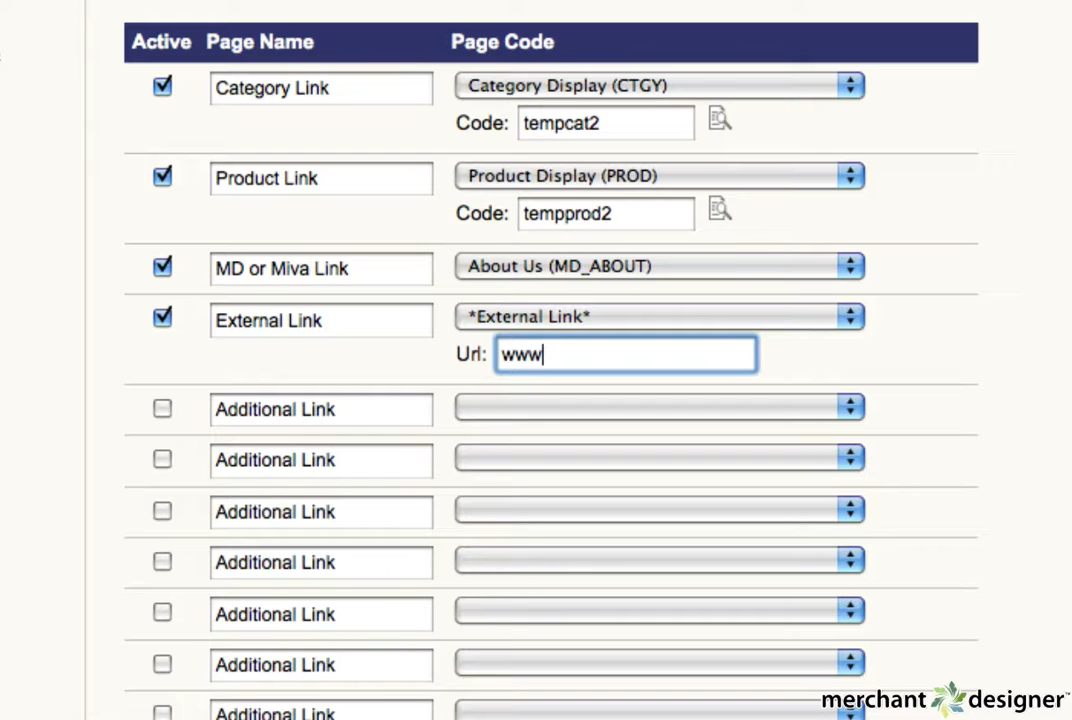 Active Page Name Page Code
Category Link Category Display (CTGY)
Code: tempcat2
Product Link Product Display (PROD)
Code: tempprod2
MD or Miva Link About Us (MD_ABOUT)
External Link *External Link*
Url: www
Additional Link
Additional Link
Additional Link
Additional Link
Additional Link
Additional Link
Additional Link
merchant designer™